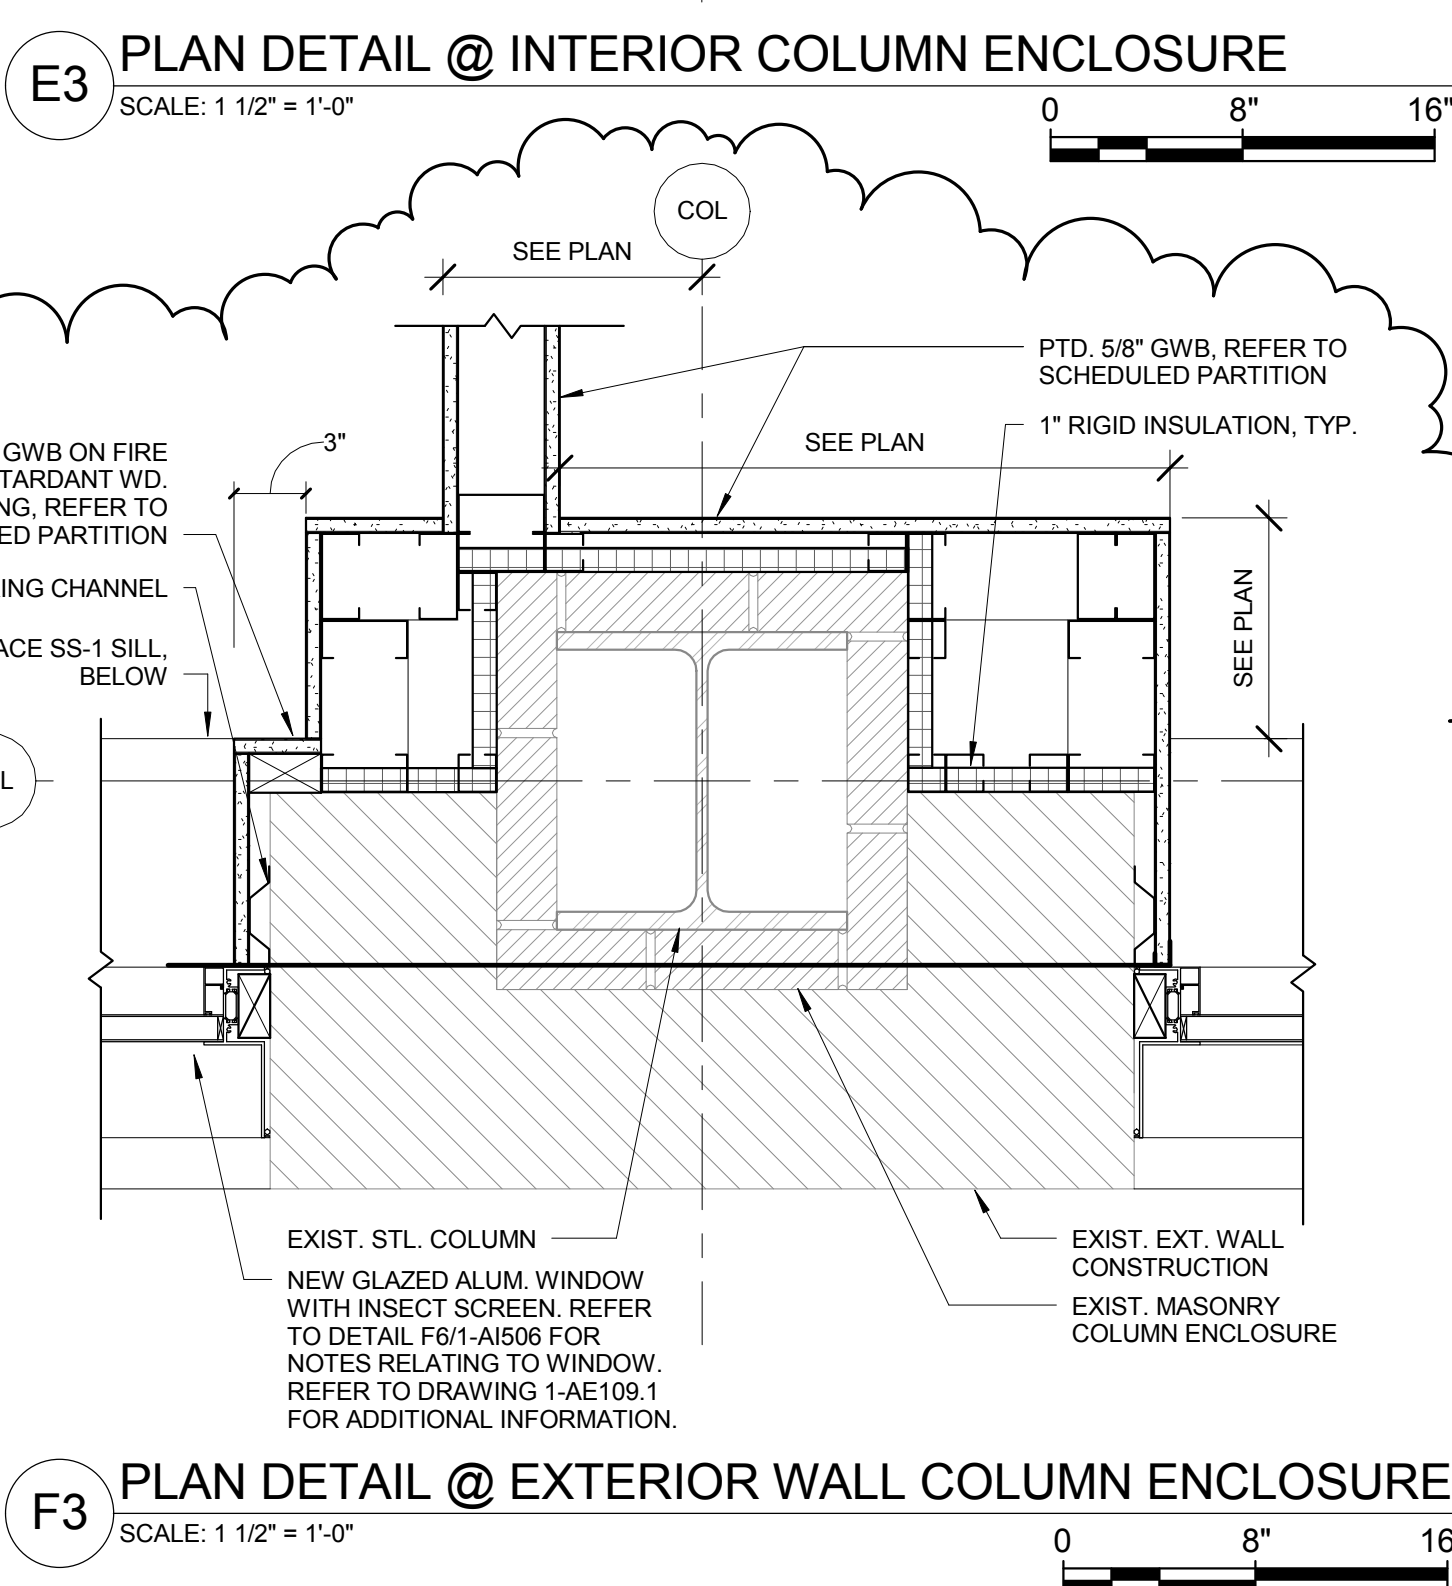 E3
PLAN DETAIL @ INTERIOR COLUMN ENCLOSURE
SCALE: 1 1/2" = 1'-0"
0 8" 16"
COL
SEE PLAN
PTD. 5/8" GWB, REFER TO
SCHEDULED PARTITION
1" RIGID INSULATION, TYP.
SEE PLAN
3"
GWB ON FIRE
TARDANT WD.
ING, REFER TO
ED PARTITION
ING CHANNEL
ACE SS-1 SILL,
BELOW
SEE PLAN
L
EXIST. STL. COLUMN
NEW GLAZED ALUM. WINDOW
WITH INSECT SCREEN. REFER
TO DETAIL F6/1-AI506 FOR
NOTES RELATING TO WINDOW.
REFER TO DRAWING 1-AE109.1
FOR ADDITIONAL INFORMATION.
EXIST. EXT. WALL
CONSTRUCTION
EXIST. MASONRY
COLUMN ENCLOSURE
F3
PLAN DETAIL @ EXTERIOR WALL COLUMN ENCLOSURE
SCALE: 1 1/2" = 1'-0"
0 8" 16